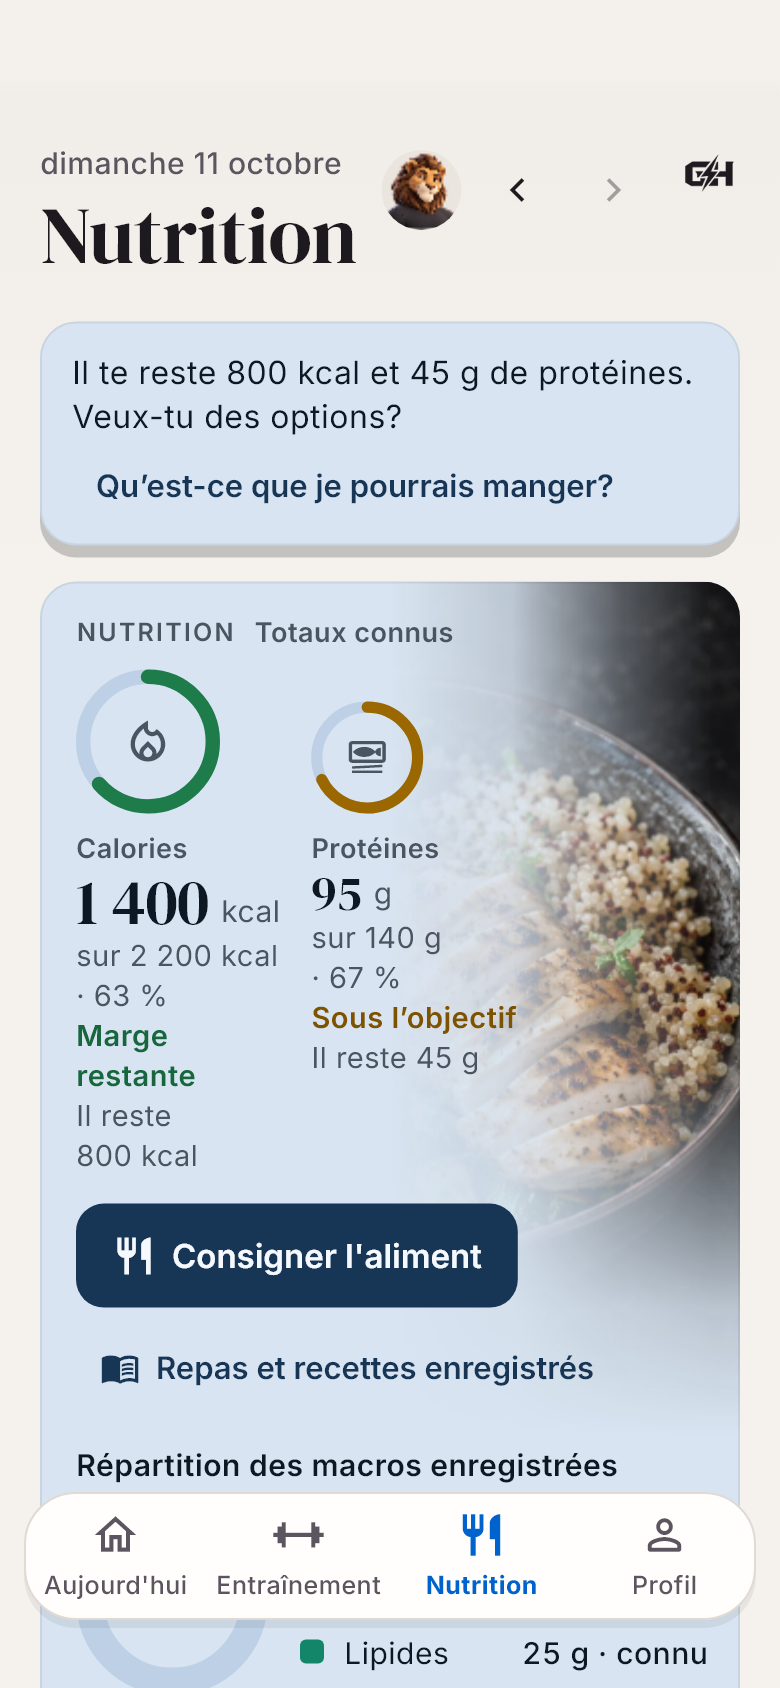 dimanche 11 octobre
Nutrition
GH
Il te reste 800 kcal et 45 g de protéines.
Veux-tu des options?
Qu’est-ce que je pourrais manger?
NUTRITION Totaux connus
Calories
1 400 kcal
sur 2 200 kcal
· 63 %
Marge
restante
Il reste
800 kcal
Protéines
95 g
sur 140 g
· 67 %
Sous l’objectif
Il reste 45 g
Consigner l'aliment
Repas et recettes enregistrés
Répartition des macros enregistrées
Aujourd'hui
Entraînement
Nutrition
Profil
Lipides 25 g · connu